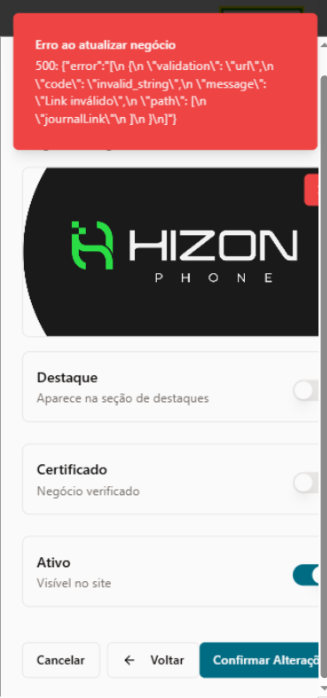 Erro ao atualizar negócio
500: {"error":"[\n {\n \"validation\": \"url\",\n
\"code\": \"invalid_string\",\n \"message\":
\"Link inválido\",\n \"path\": [\n
\"journalLink\"\n ]\n }\n]"}
HIZON
PHONE
Destaque
Aparece na seção de destaques
Certificado
Negócio verificado
Ativo
Visível no site
Cancelar
← Voltar
Confirmar Alteraçõ